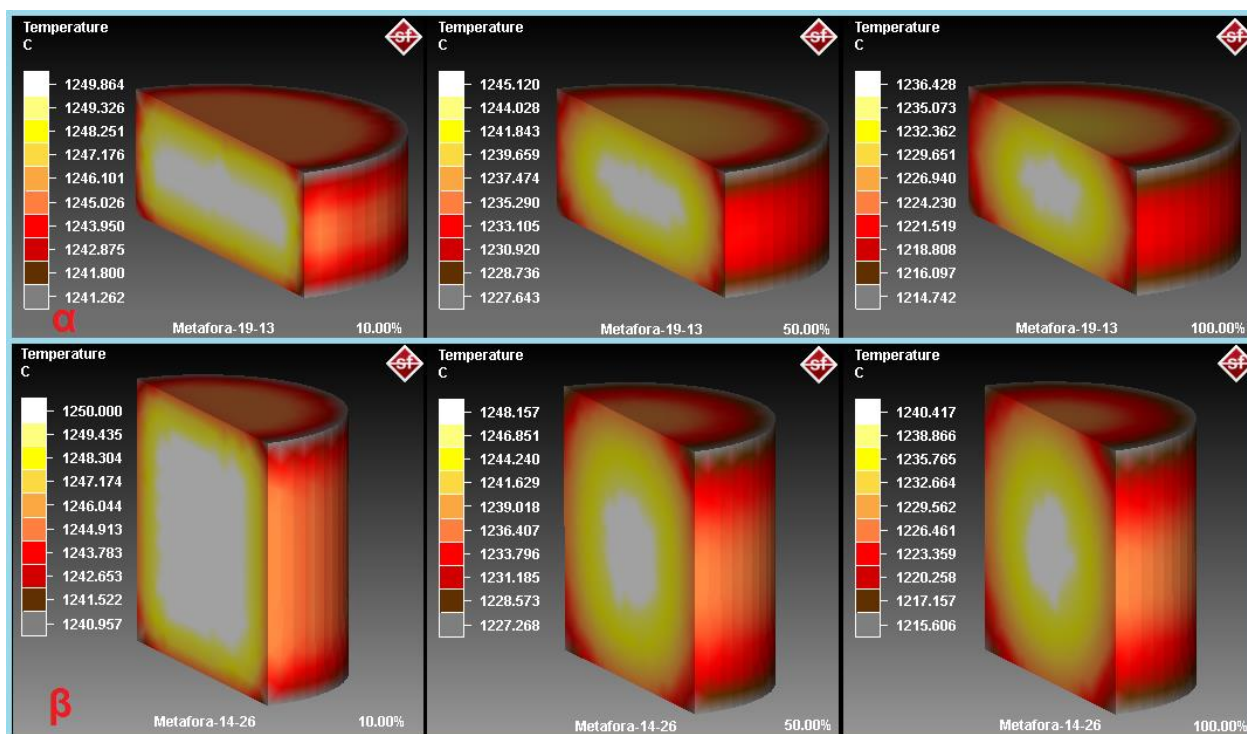 Temperature
C
1249.864
1249.326
1248.251
1247.176
1246.101
1245.026
1243.950
1242.875
1241.800
1241.262
α
Metafora-19-13
10.00%
sf
Temperature
C
1245.120
1244.028
1241.843
1239.659
1237.474
1235.290
1233.105
1230.920
1228.736
1227.643
Metafora-19-13
50.00%
sf
Temperature
C
1236.428
1235.073
1232.362
1229.651
1226.940
1224.230
1221.519
1218.808
1216.097
1214.742
Metafora-19-13
100.00%
sf
Temperature
C
1250.000
1249.435
1248.304
1247.174
1246.044
1244.913
1243.783
1242.653
1241.522
1240.957
β
Metafora-14-26
10.00%
sf
Temperature
C
1248.157
1246.851
1244.240
1241.629
1239.018
1236.407
1233.796
1231.185
1228.573
1227.268
Metafora-14-26
50.00%
sf
Temperature
C
1240.417
1238.866
1235.765
1232.664
1229.562
1226.461
1223.359
1220.258
1217.157
1215.606
Metafora-14-26
100.00%
sf